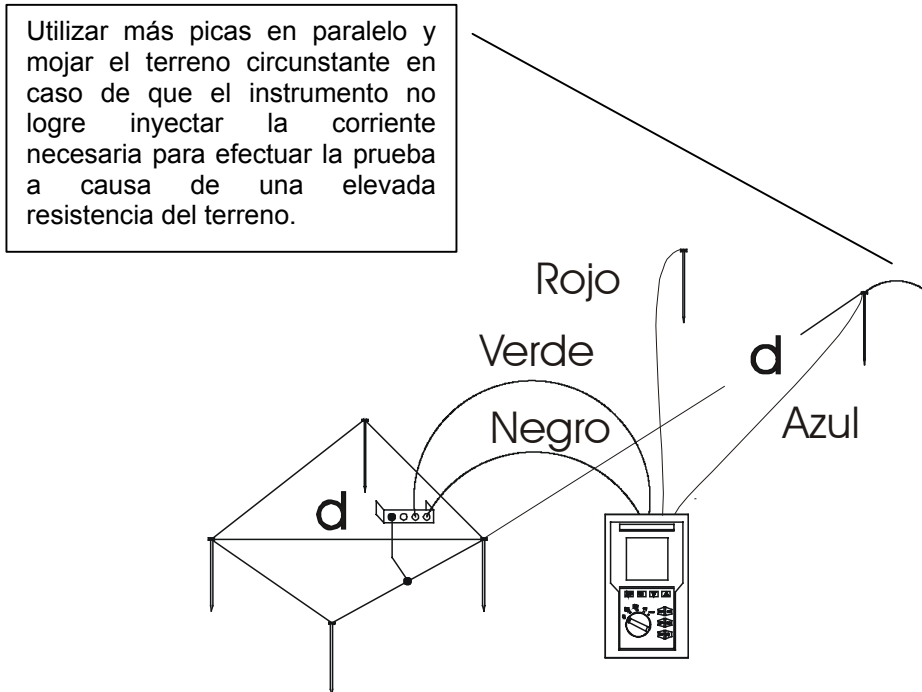 Utilizar más picas en paralelo y
mojar el terreno circunstante en
caso de que el instrumento no
logre inyectar la corriente
necesaria para efectuar la prueba
a causa de una elevada
resistencia del terreno.
Rojo
Verde
d
Negro
Azul
d